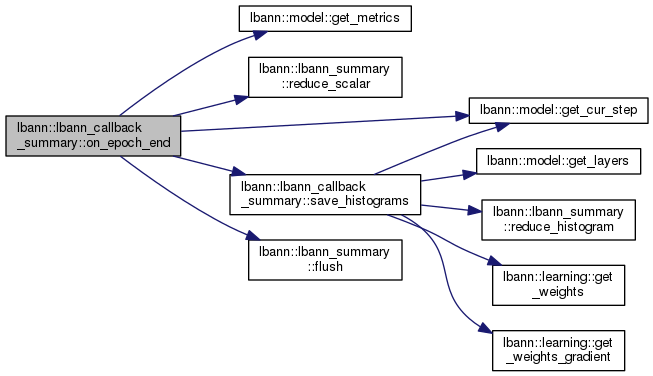 lbann::model::get_metrics
lbann::lbann_summary
::reduce_scalar
lbann::model::get_cur_step
lbann::lbann_callback
_summary::on_epoch_end
lbann::model::get_layers
lbann::lbann_callback
_summary::save_histograms
lbann::lbann_summary
::reduce_histogram
lbann::lbann_summary
::flush
lbann::learning::get
_weights
lbann::learning::get
_weights_gradient